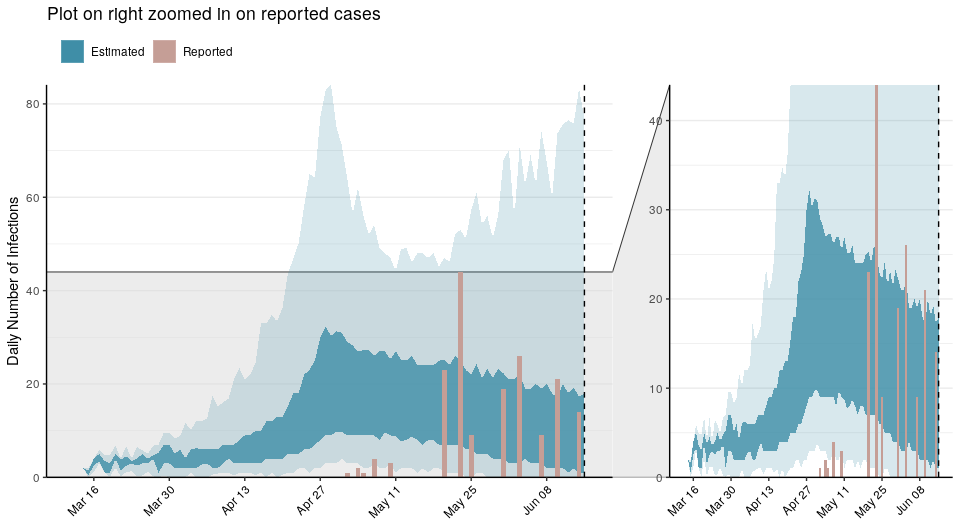 Plot on right zoomed in on reported cases
Estimated Reported
Daily Number of Infections
80
60
40
20
0
Mar 16 Mar 30 Apr 13 Apr 27 May 11 May 25 Jun 08
40
30
20
10
0
Mar 16 Mar 30 Apr 13 Apr 27 May 11 May 25 Jun 08